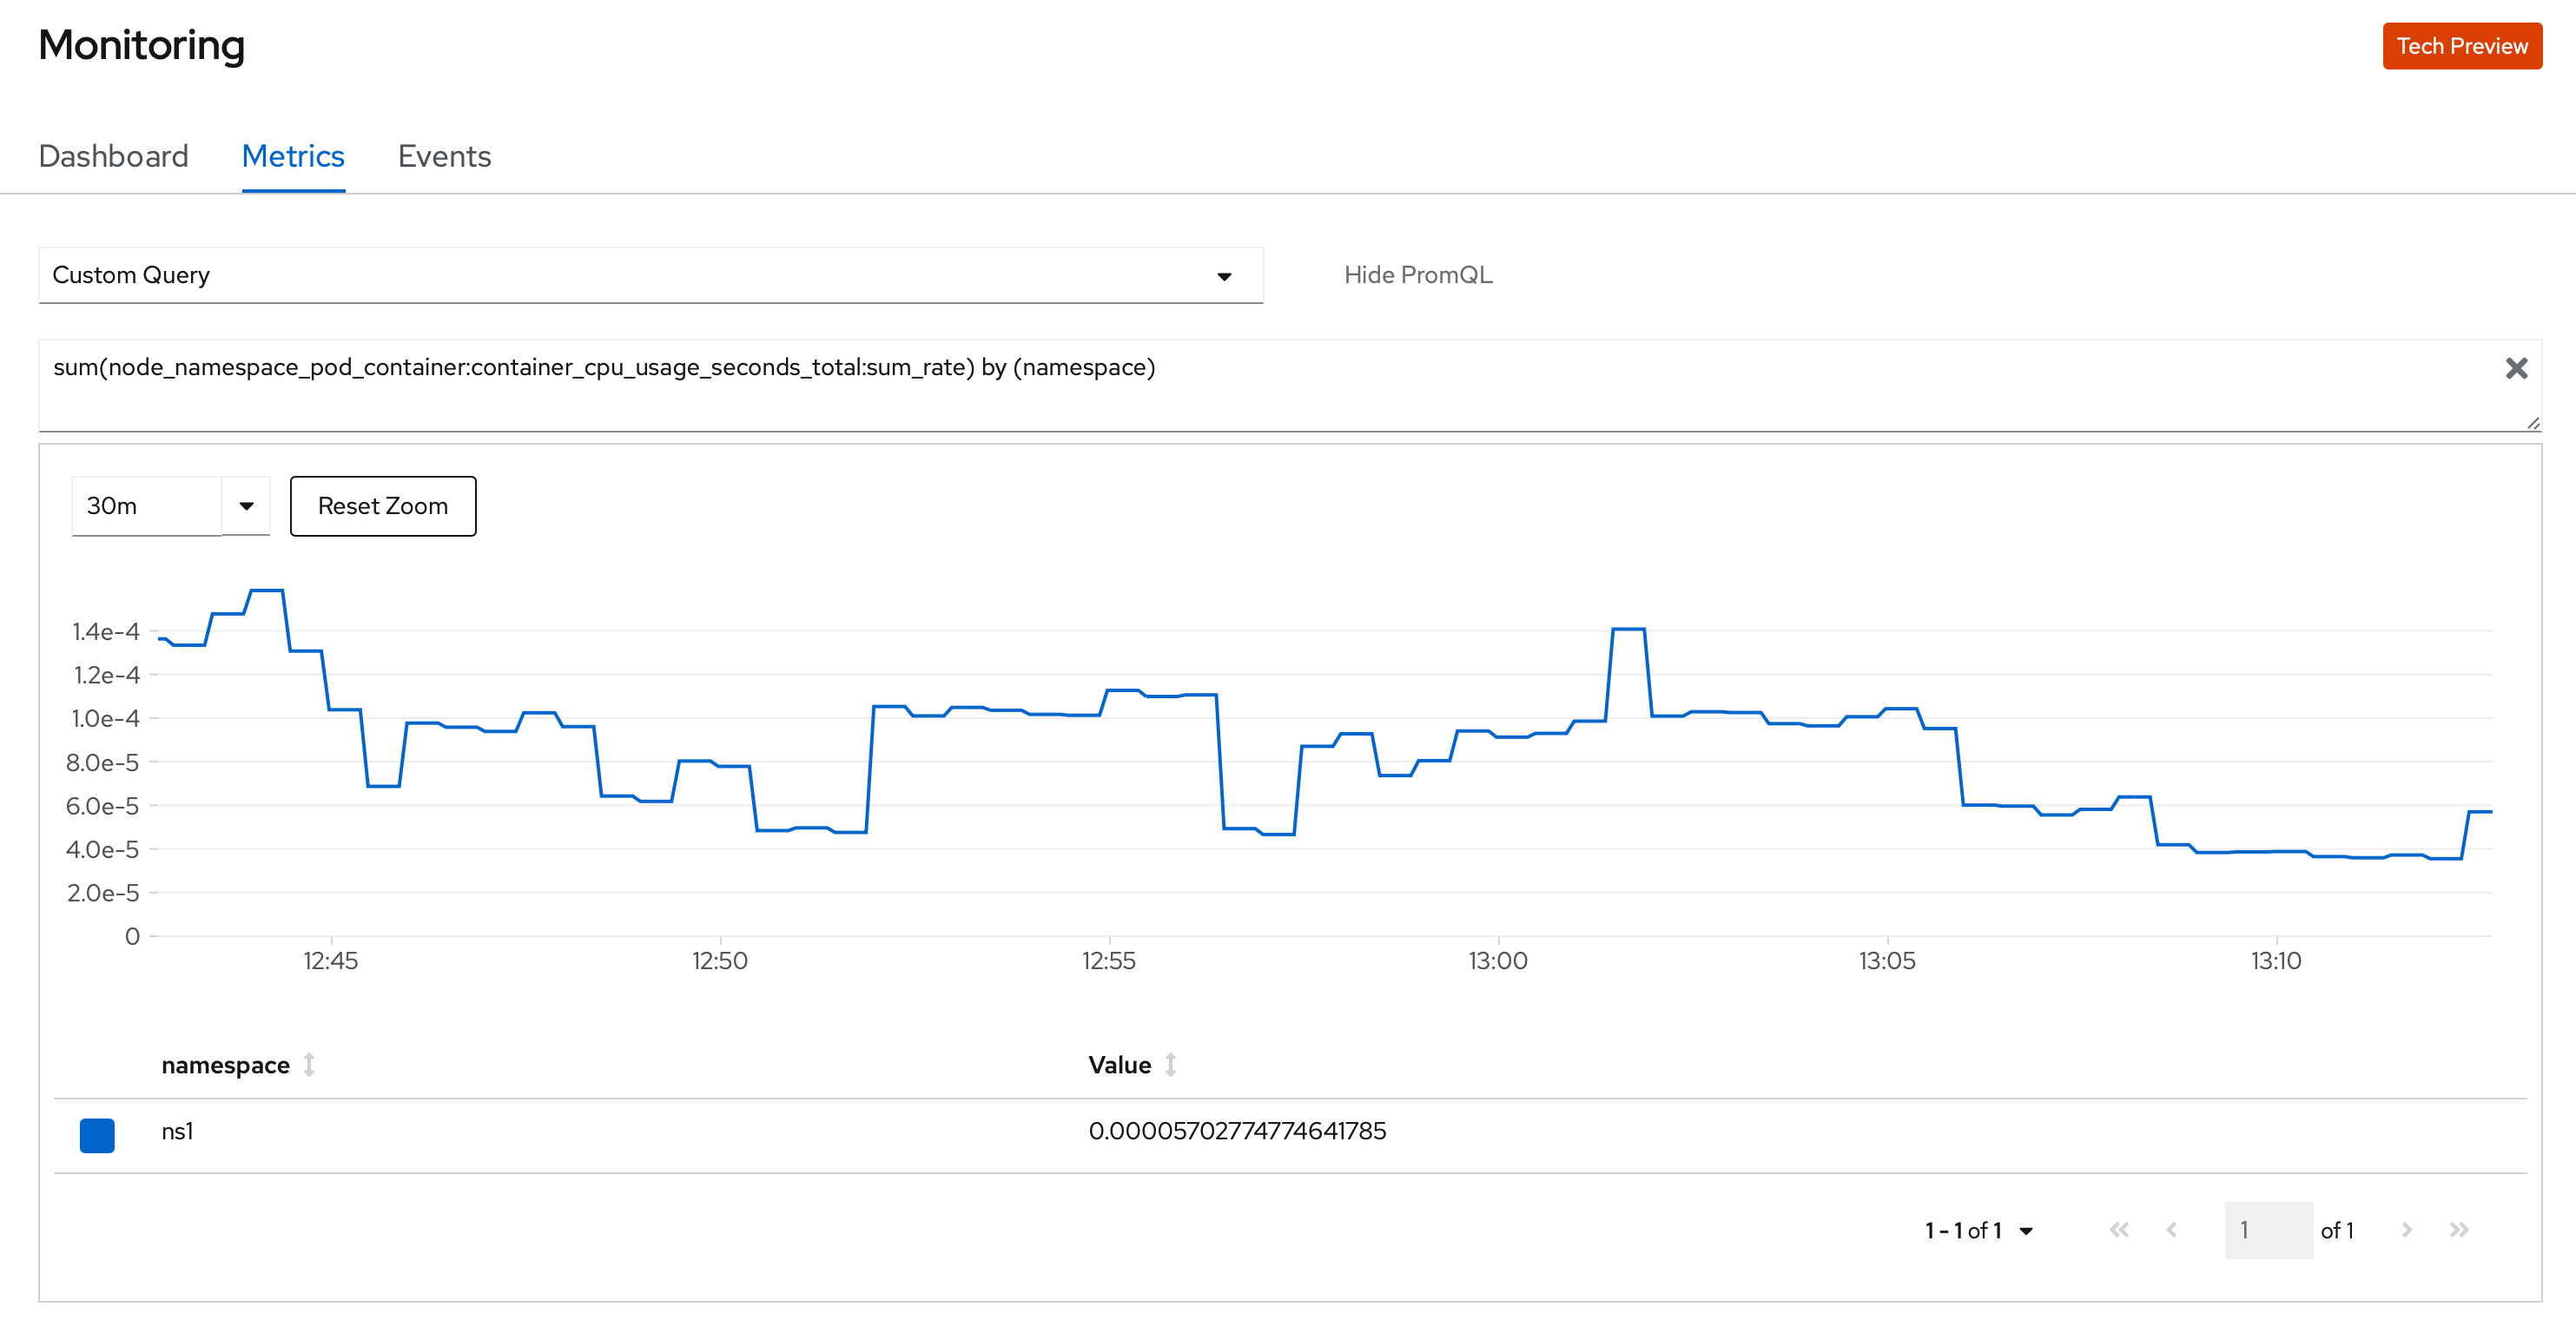 Monitoring
Tech Preview
Dashboard Metrics Events
Custom Query
Hide PromQL
sum(node_namespace_pod_container:container_cpu_usage_seconds_total:sum_rate) by (namespace)
30m
Reset Zoom
1.4e-4
1.2e-4
1.0e-4
8.0e-5
6.0e-5
4.0e-5
2.0e-5
0
12:45 12:50 12:55 13:00 13:05 13:10
namespace Value
ns1 0.00005702774774641785
1 - 1 of 1
1 of 1